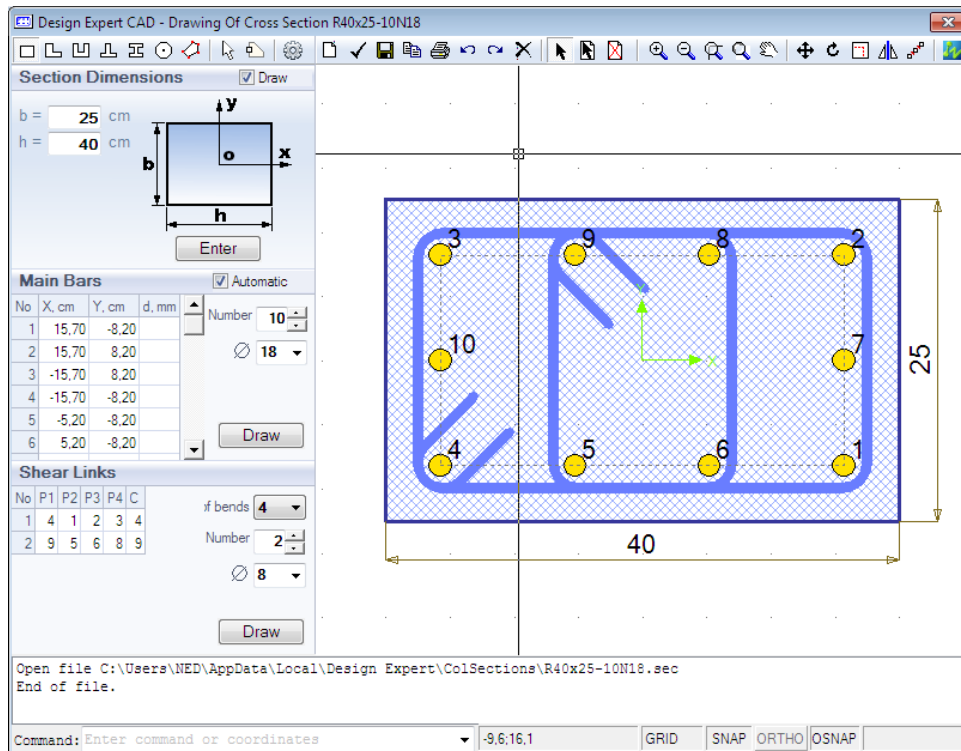 Design Expert CAD - Drawing Of Cross Section R40x25-10N18
Section Dimensions Draw
b = 25 cm
h = 40 cm
y
b o x
h
Enter
Main Bars Automatic
No X, cm Y, cm d, mm
1 15,70 -8,20
2 15,70 8,20
3 -15,70 8,20
4 -15,70 -8,20
5 -5,20 -8,20
6 5,20 -8,20
Number 10
∅ 18
Draw
Shear Links
No P1 P2 P3 P4 C
1 4 1 2 3 4
2 9 5 6 8 9
of bends 4
Number 2
∅ 8
Draw
3 9 8 2
Y
10 X 7
4 5 6 1
25
40
Open file C:\Users\NED\AppData\Local\Design Expert\ColSections\R40x25-10N18.sec
End of file.
Command: Enter command or coordinates -9,6;16,1 GRID SNAP ORTHO OSNAP